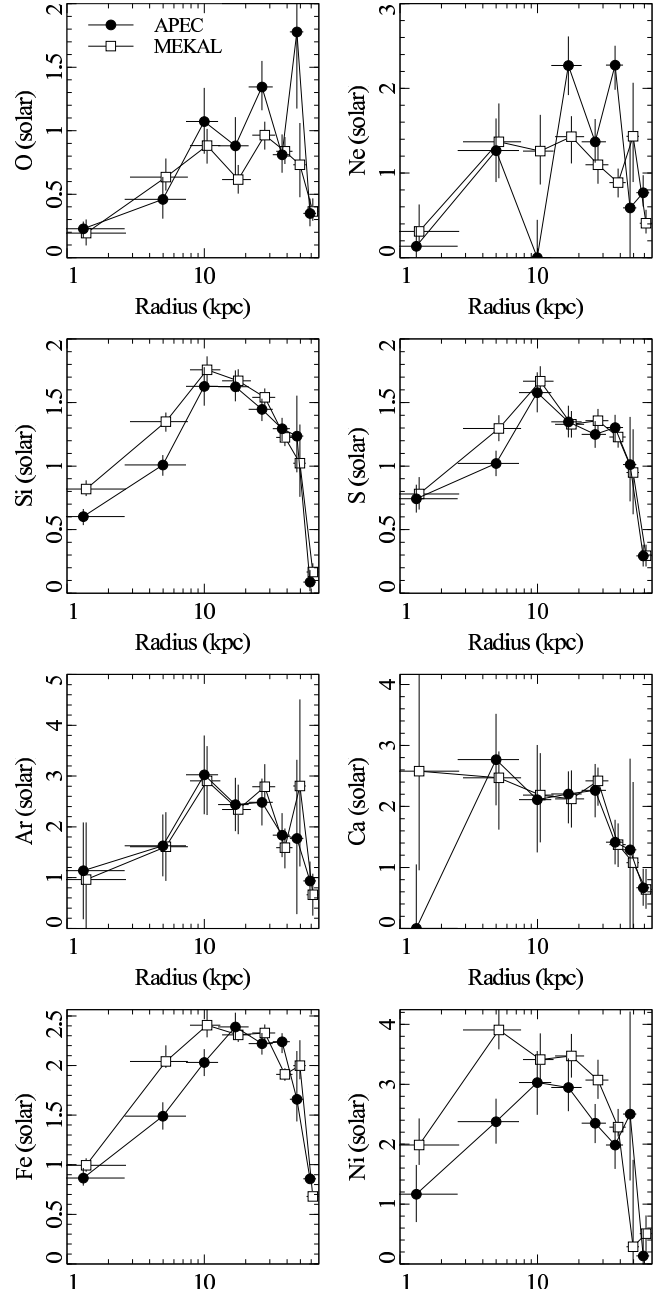 APEC
MEKAL
O (solar)
0 0.5 1 1.5 2
1 10
Radius (kpc)
Ne (solar)
0 1 2 3
1 10
Radius (kpc)
Si (solar)
0 0.5 1 1.5 2
1 10
Radius (kpc)
S (solar)
0 0.5 1 1.5 2
1 10
Radius (kpc)
Ar (solar)
0 1 2 3 4 5
1 10
Radius (kpc)
Ca (solar)
0 1 2 3 4
1 10
Radius (kpc)
Fe (solar)
0 0.5 1 1.5 2 2.5
1 10
Ni (solar)
0 1 2 3 4
1 10